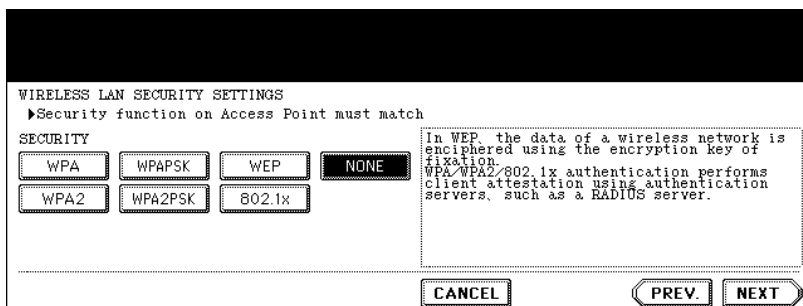 WIRELESS LAN SECURITY SETTINGS
▶Security function on Access Point must match
SECURITY
WPA WPAPSK WEP NONE
WPA2 WPA2PSK 802.1x
In WEP, the data of a wireless network is
enciphered using the encryption key of
fixation.
WPA/WPA2/802.1x authentication performs
client attestation using authentication
servers, such as a RADIUS server.
CANCEL PREV. NEXT